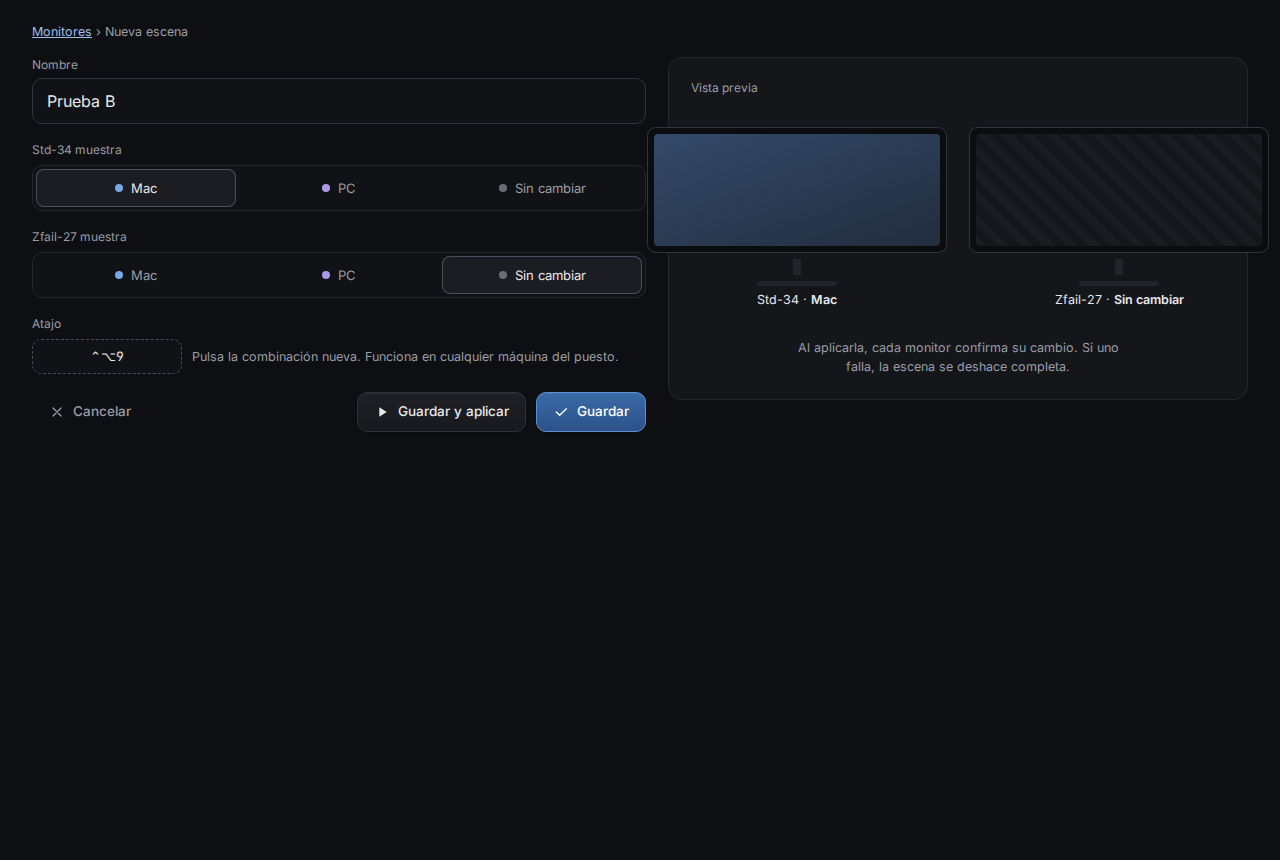 Monitores › Nueva escena
Nombre
Prueba B
Std-34 muestra
Mac
PC
Sin cambiar
Zfail-27 muestra
Mac
PC
Sin cambiar
Atajo
⌃⌥9
Pulsa la combinación nueva. Funciona en cualquier máquina del puesto.
Cancelar
Guardar y aplicar
Guardar
Vista previa
Std-34 · Mac
Zfail-27 · Sin cambiar
Al aplicarla, cada monitor confirma su cambio. Si uno
falla, la escena se deshace completa.